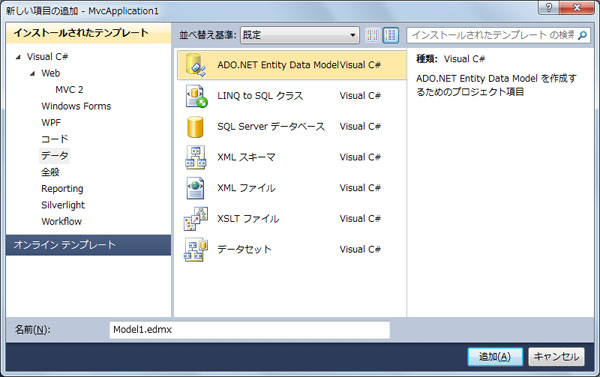 新しい項目の追加 - MvcApplication1
インストールされたテンプレート
Visual C#
Web
MVC 2
Windows Forms
WPF
コード
データ
全般
Reporting
Silverlight
Workflow
オンライン テンプレート
並べ替え基準: 既定
ADO.NET Entity Data Model Visual C#
LINQ to SQL クラス Visual C#
SQL Server データベース Visual C#
XML スキーマ Visual C#
XML ファイル Visual C#
XSLT ファイル Visual C#
データセット Visual C#
インストールされたテンプレート の検索
種類: Visual C#
ADO.NET Entity Data Model を作成す
るためのプロジェクト項目
名前(N): Model1.edmx
追加(A) キャンセル